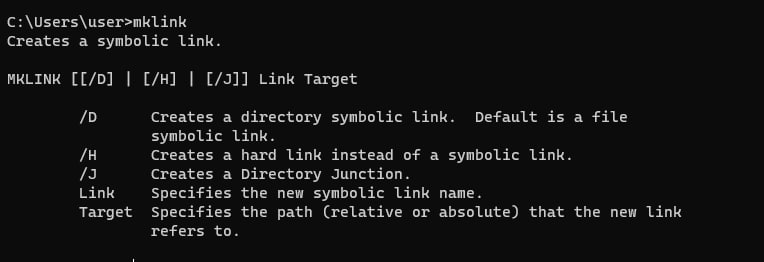 C:\Users\user>mklink
Creates a symbolic link.
MKLINK [[/D] | [/H] | [/J]] Link Target
/D Creates a directory symbolic link. Default is a file
symbolic link.
/H Creates a hard link instead of a symbolic link.
/J Creates a Directory Junction.
Link Specifies the new symbolic link name.
Target Specifies the path (relative or absolute) that the new link
refers to.